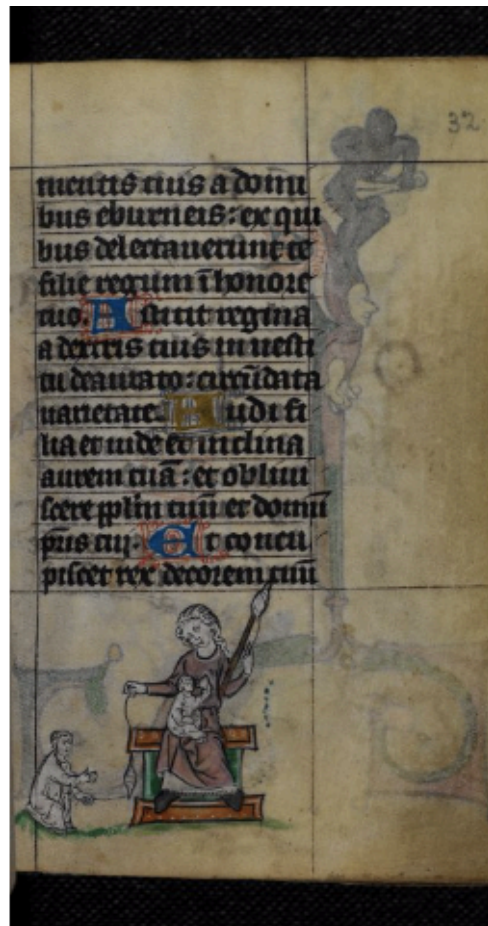 32
mentis tuis a domi
bus eburneis: ex qui
bus delectauerunt te
filie regum ī honore
tuo. Astitit regina
a dextris tuis in uesti
tu deaurato: circūdata
uarietate. Audi fi
lia et uide et inclina
aurem tuā: et obliui
scere pplm tuū et domū
pris tui. Et concu
piscet rex decorem tuū